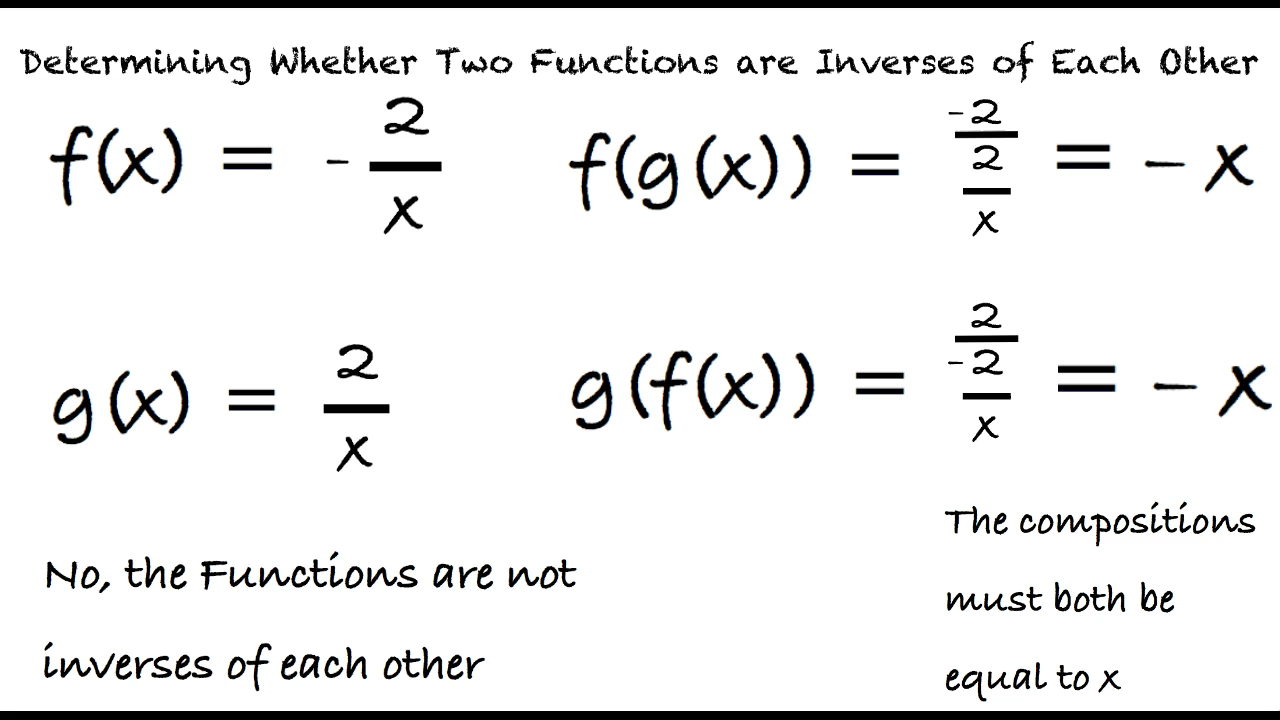 Determining Whether Two Functions are Inverses of Each Other
f(x) = - 2/x
f(g(x)) = -2/(2/x) = - x
g(x) = 2/x
g(f(x)) = 2/(-2/x) = - x
No, the Functions are not
inverses of each other
The compositions
must both be
equal to x